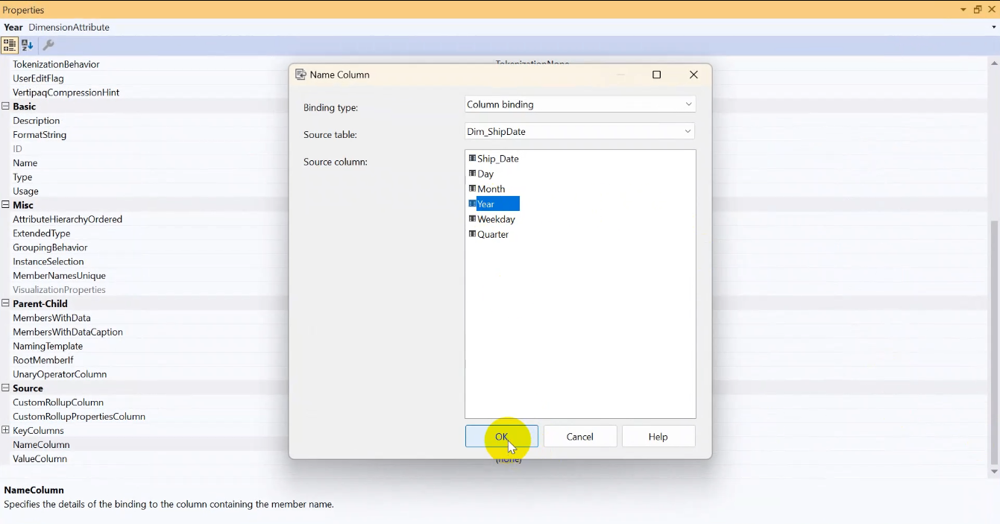 Properties
Year DimensionAttribute
TokenizationBehavior
TokenizationNone
UserEditFlag
VertipaqCompressionHint
Basic
Description
FormatString
ID
Name
Type
Usage
Misc
AttributeHierarchyOrdered
ExtendedType
GroupingBehavior
InstanceSelection
MemberNamesUnique
VisualizationProperties
Parent-Child
MembersWithData
MembersWithDataCaption
NamingTemplate
RootMemberIf
UnaryOperatorColumn
Source
CustomRollupColumn
CustomRollupPropertiesColumn
KeyColumns
NameColumn
ValueColumn
(none)
Name Column
Binding type:
Column binding
Source table:
Dim_ShipDate
Source column:
Ship_Date
Day
Month
Year
Weekday
Quarter
OK
Cancel
Help
NameColumn
Specifies the details of the binding to the column containing the member name.